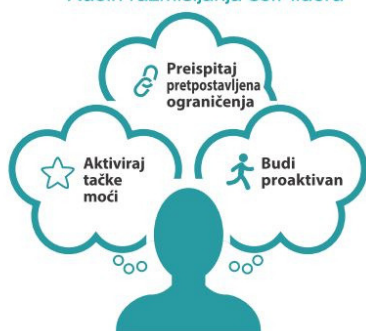 Preispitaj
pretpostavljena
ograničenja
Aktiviraj
tačke
moći
Budi
proaktivan